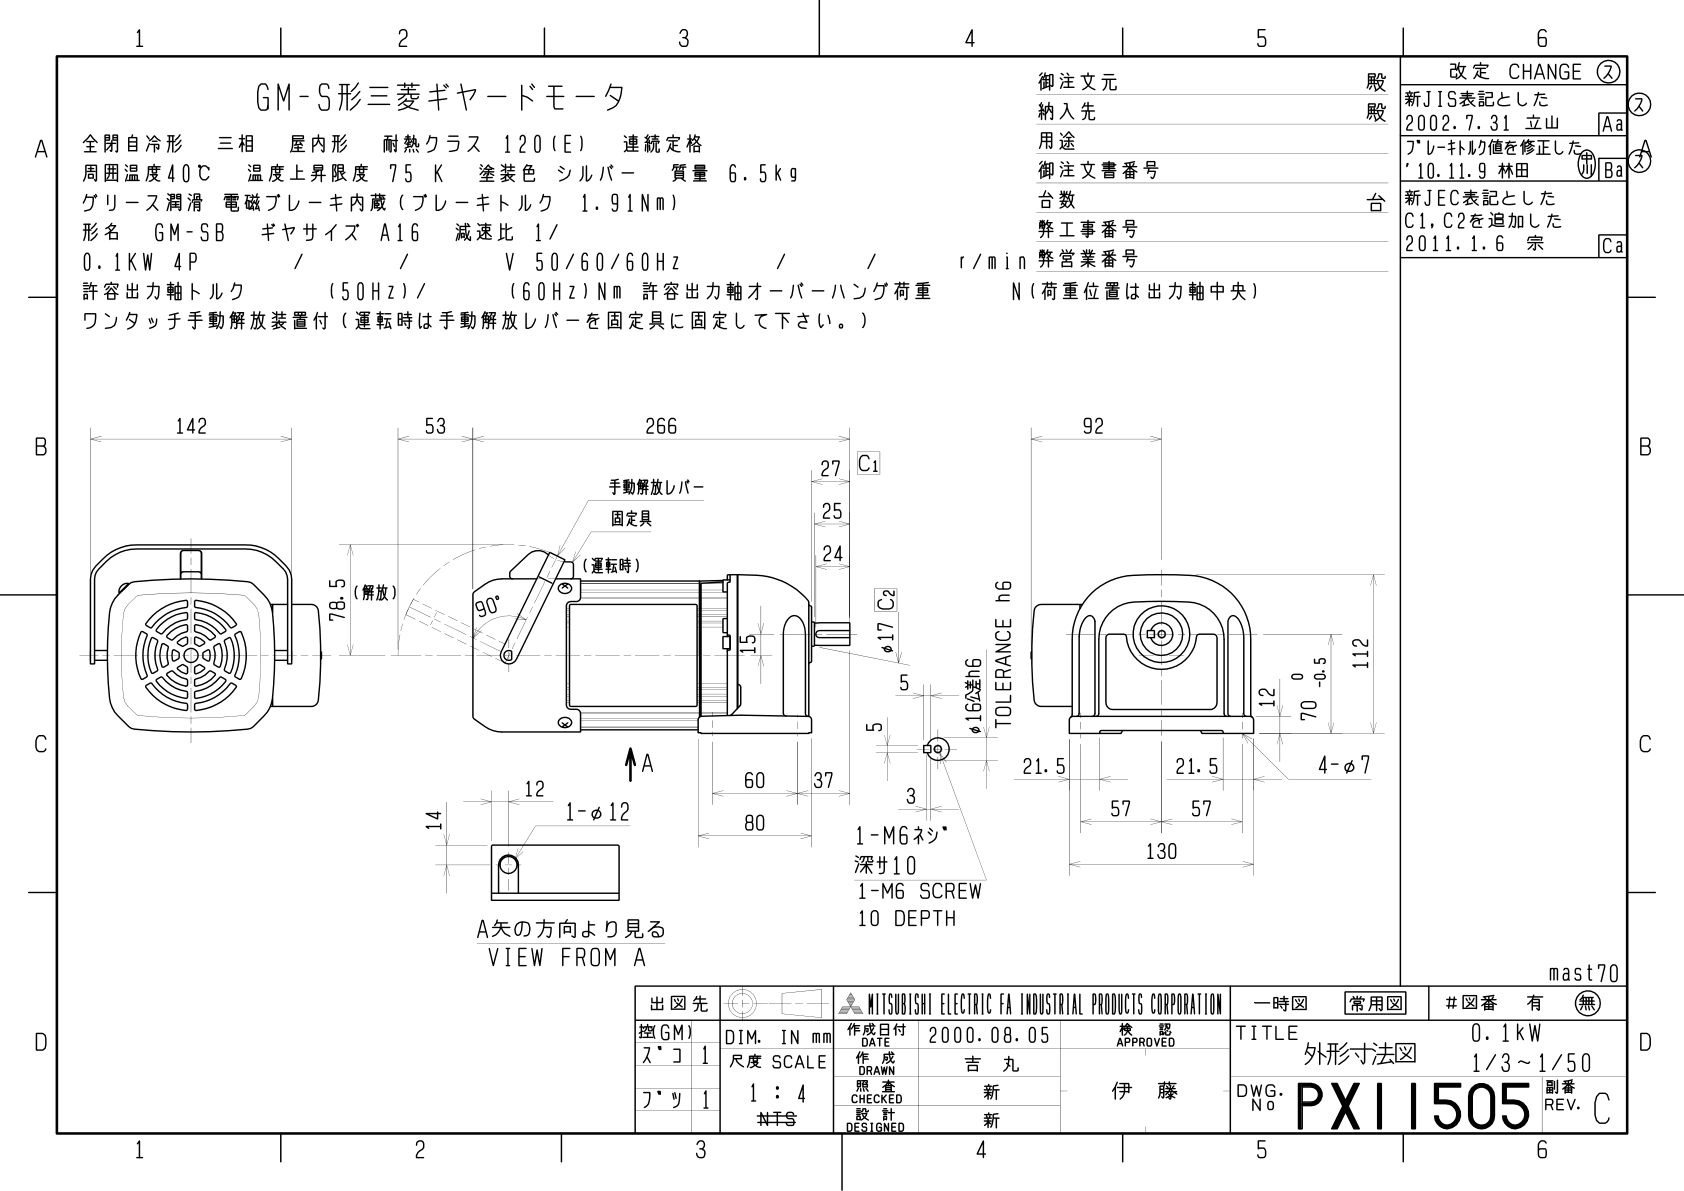 1 2 3 4 5 6
GM-S形三菱ギヤードモータ
全閉自冷形 三相 屋内形 耐熱クラス 120(E) 連続定格
周囲温度40℃ 温度上昇限度 75 K 塗装色 シルバー 質量 6.5kg
グリース潤滑 電磁ブレーキ内蔵(ブレーキトルク 1.91Nm)
形名 GM-SB ギヤサイズ A16 減速比 1/
0.1KW 4P / / V 50/60/60Hz / / r/min
許容出力軸トルク (50Hz)/ (60Hz)Nm 許容出力軸オーバーハング荷重 N(荷重位置は出力軸中央)
ワンタッチ手動解放装置付(運転時は手動解放レバーを固定具に固定して下さい。)
御注文元 殿
納入先 殿
用途
御注文書番号
台数 台
弊工事番号
弊営業番号
改定 CHANGE ス
新JIS表記とした ス
2002.7.31 立山 Aa
ブレーキトルク値を修正した
'10.11.9 林田 中川 Ba ス
新JEC表記とした
C1,C2を追加した
2011.1.6 宗 Ca
A A
B B
C C
D D
142
53
266
27 C1
25
24
手動解放レバー
固定具
(運転時)
78.5
(解放)
90°
15
C2
φ17
5
5
3
φ16公差h6
TOLERANCE h6
92
112
12
70 0 -0.5
21.5 21.5
4-φ7
57 57
130
A
60 37
80
12
14
1-φ12
A矢の方向より見る
VIEW FROM A
1-M6ネジ
深サ10
1-M6 SCREW
10 DEPTH
mast70
出図先
控(GM)
ズコ 1
ブツ 1
DIM. IN mm
尺度 SCALE
1 : 4
NTS
MITSUBISHI ELECTRIC FA INDUSTRIAL PRODUCTS CORPORATION
作成日付 DATE 2000.08.05
作成 DRAWN 吉丸
照査 CHECKED 新
設計 DESIGNED 新
検認 APPROVED
伊藤
一時図 常用図 #図番 有 無
TITLE 0.1kW
外形寸法図 1/3~1/50
DWG. No PX11505 副番 REV. C
1 2 3 4 5 6